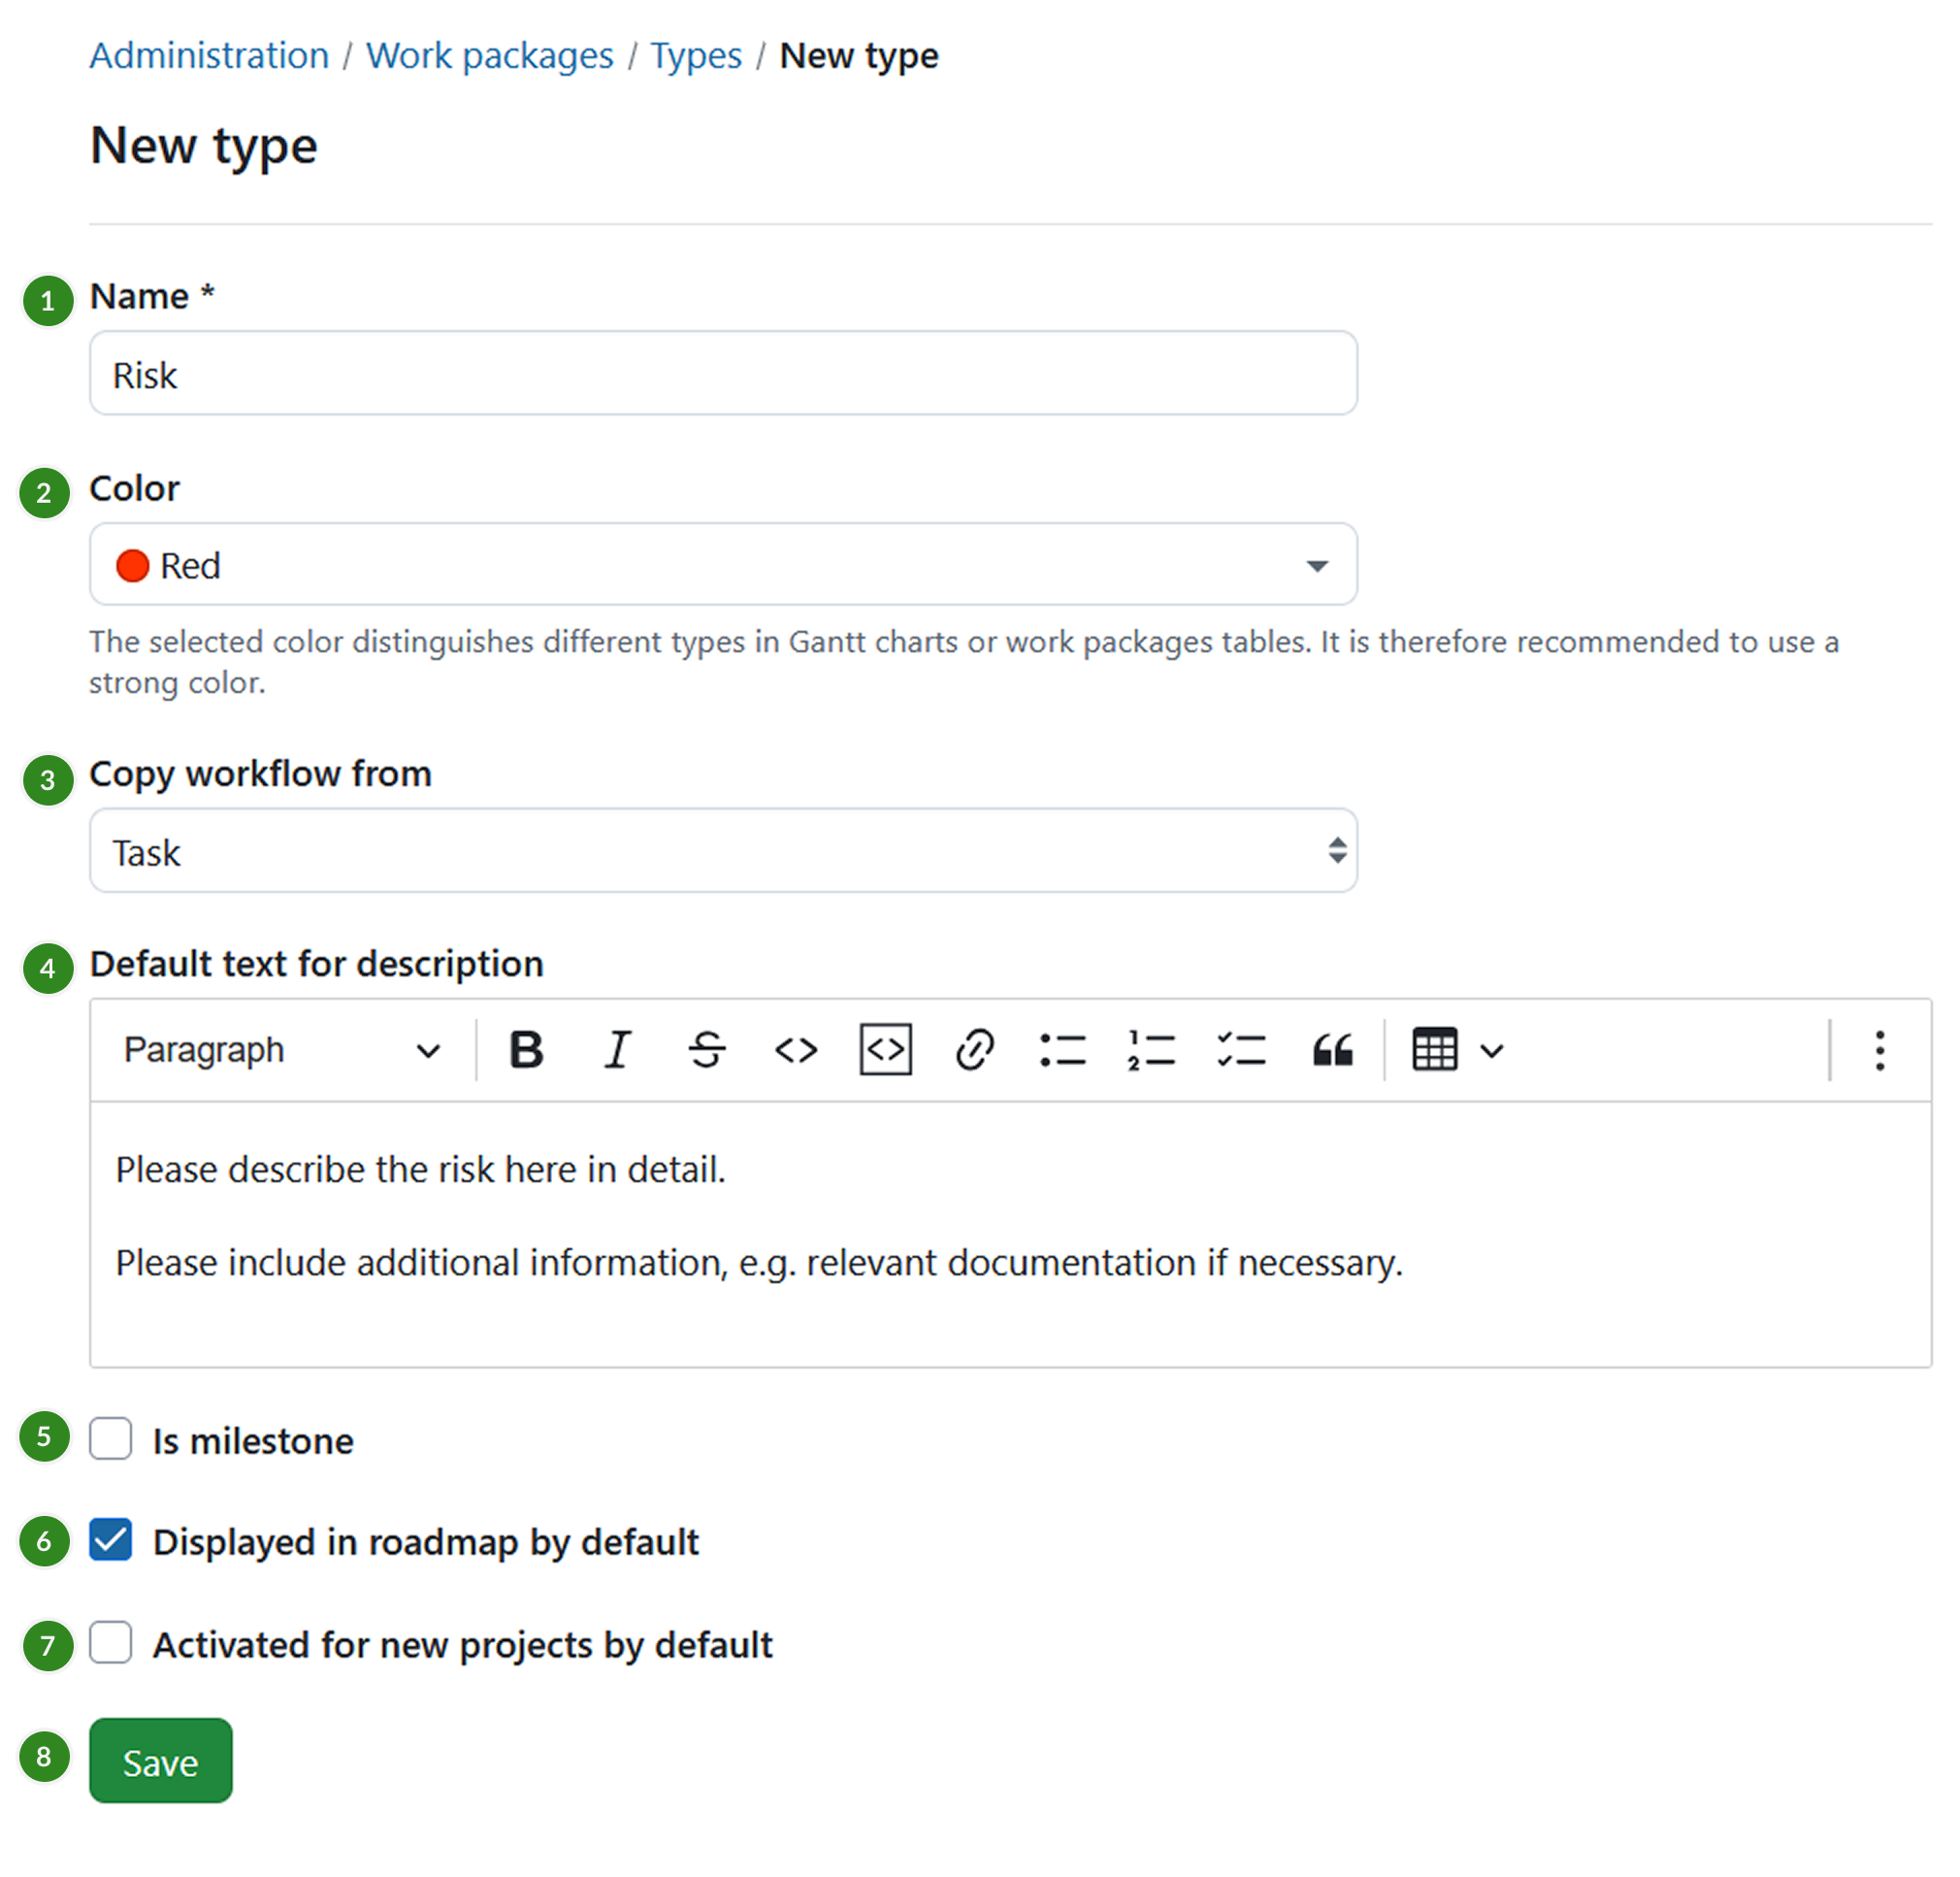 Administration / Work packages / Types / New type
New type
1 Name *
Risk
2 Color
Red
The selected color distinguishes different types in Gantt charts or work packages tables. It is therefore recommended to use a
strong color.
3 Copy workflow from
Task
4 Default text for description
Paragraph
Please describe the risk here in detail.
Please include additional information, e.g. relevant documentation if necessary.
5 Is milestone
6 Displayed in roadmap by default
7 Activated for new projects by default
8 Save